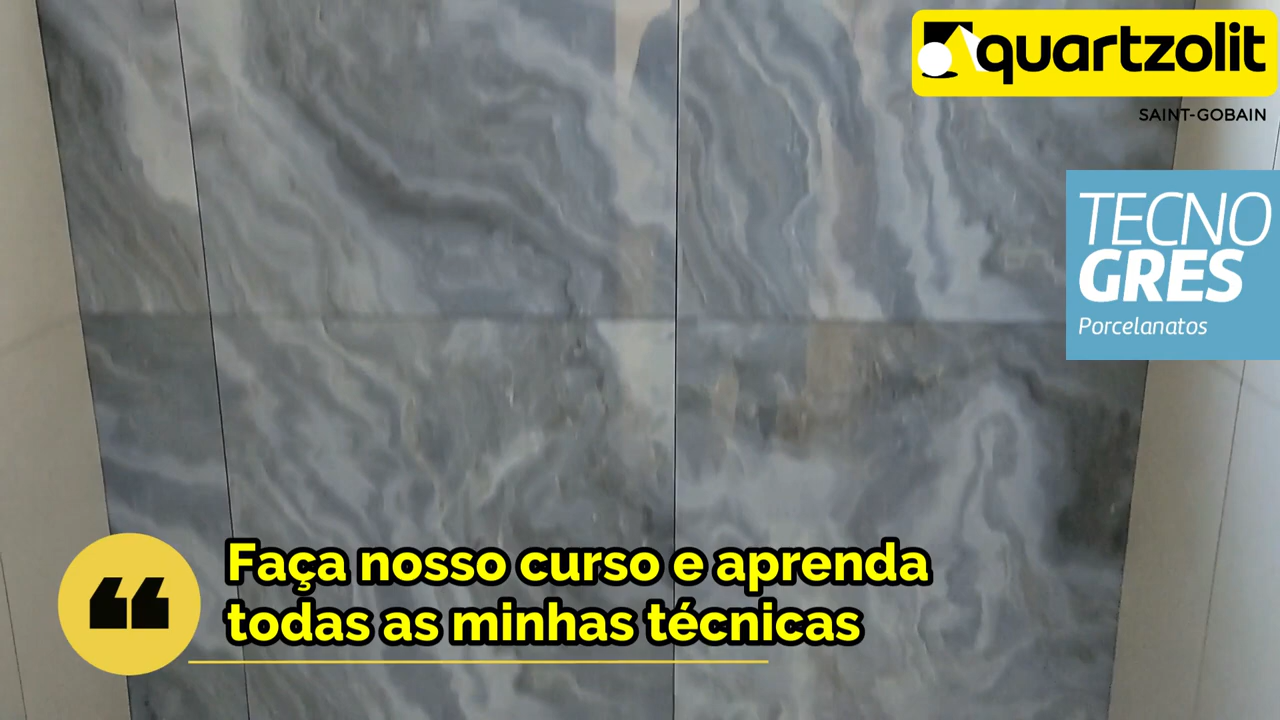 quartzolit
SAINT-GOBAIN
TECNO
GRES
Porcelanatos
Faça nosso curso e aprenda
todas as minhas técnicas